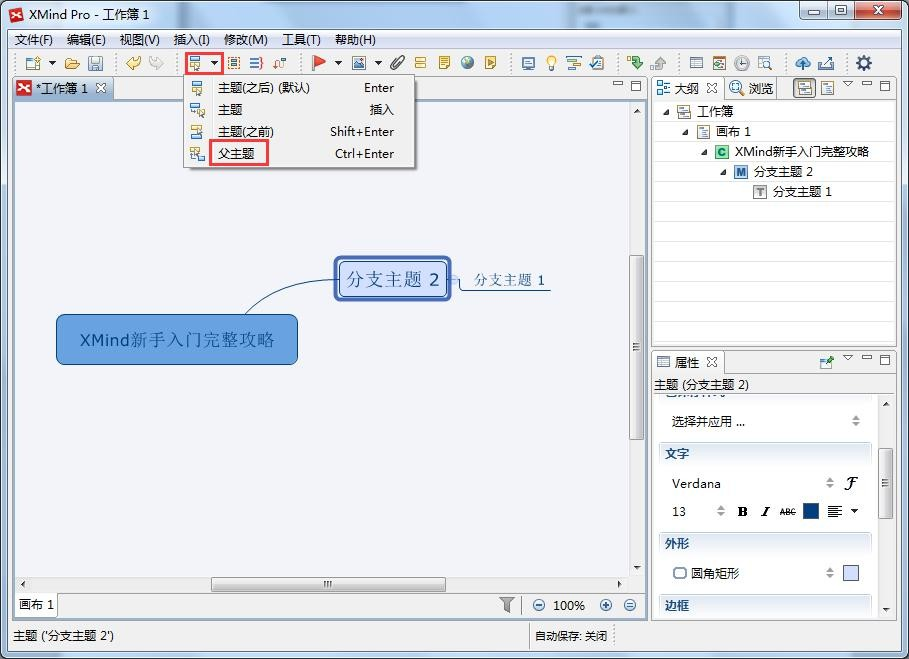 XMind Pro - 工作簿 1
文件(F) 编辑(E) 视图(V) 插入(I) 修改(M) 工具(T) 帮助(H)
*工作簿 1
主题(之后) (默认) Enter
主题 插入
主题(之前) Shift+Enter
父主题 Ctrl+Enter
分支主题 2
分支主题 1
XMind新手入门完整攻略
画布 1
100%
大纲
浏览
工作簿
画布 1
C XMind新手入门完整攻略
M 分支主题 2
T 分支主题 1
属性
主题 (分支主题 2)
选择并应用 ...
文字
Verdana
13 B I ABC
外形
圆角矩形
边框
主题 ('分支主题 2')
自动保存: 关闭